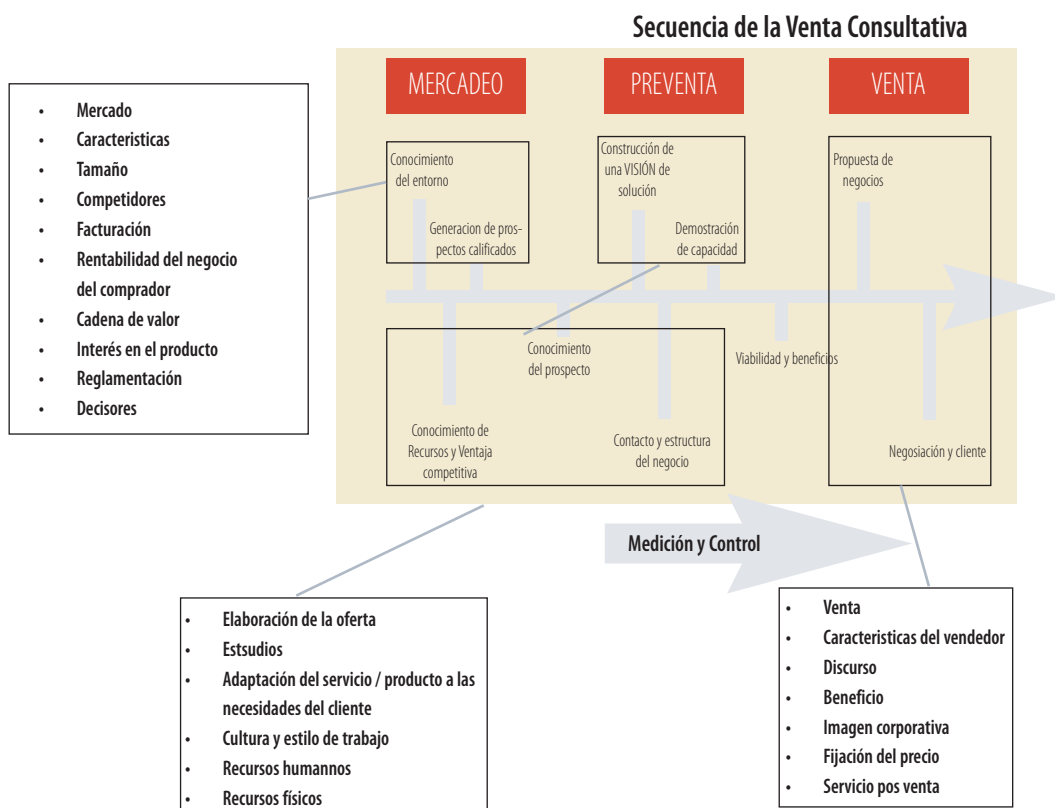 Secuencia de la Venta Consultativa
MERCADEO
PREVENTA
VENTA
• Mercado
• Caracteristicas
• Tamaño
• Competidores
• Facturación
• Rentabilidad del negocio
del comprador
• Cadena de valor
• Interés en el producto
• Reglamentación
• Decisores
Conocimiento
del entorno
Generacion de pros-
pectos calificados
Construcción de
una VISIÓN de
solución
Demostración
de capacidad
Propuesta de
negocios
Conocimiento
del prospecto
Viabilidad y beneficios
Conocimiento de
Recursos y Ventaja
competitiva
Contacto y estructura
del negocio
Negosiación y cliente
Medición y Control
• Elaboración de la oferta
• Estsudios
• Adaptación del servicio / producto a las
necesidades del cliente
• Cultura y estilo de trabajo
• Recursos humannos
• Recursos físicos
• Venta
• Caracteristicas del vendedor
• Discurso
• Beneficio
• Imagen corporativa
• Fijación del precio
• Servicio pos venta